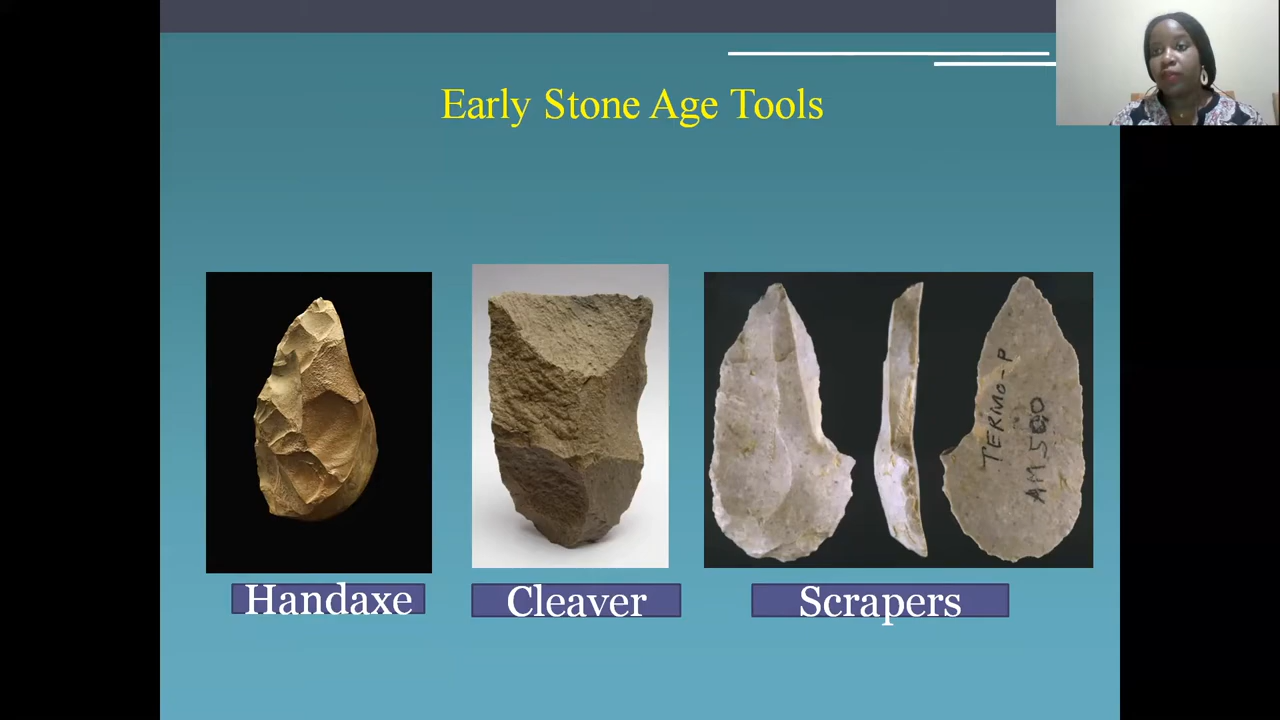 Early Stone Age Tools
TERMO-P
AM 500
Handaxe
Cleaver
Scrapers